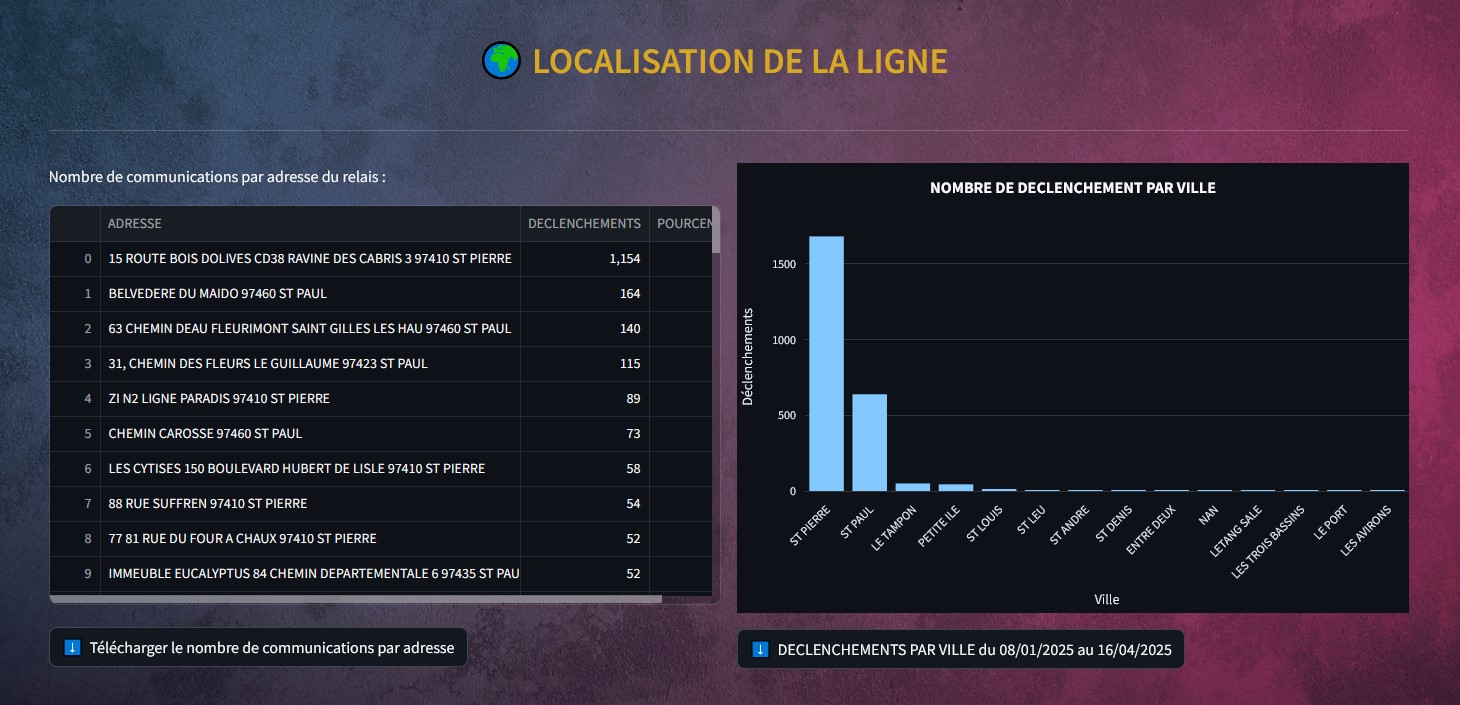 LOCALISATION DE LA LIGNE
Nombre de communications par adresse du relais :
ADRESSE DECLENCHEMENTS POURCEN
0 15 ROUTE BOIS DOLIVES CD38 RAVINE DES CABRIS 3 97410 ST PIERRE 1,154
1 BELVEDERE DU MAIDO 97460 ST PAUL 164
2 63 CHEMIN DEAU FLEURIMONT SAINT GILLES LES HAU 97460 ST PAUL 140
3 31, CHEMIN DES FLEURS LE GUILLAUME 97423 ST PAUL 115
4 ZI N2 LIGNE PARADIS 97410 ST PIERRE 89
5 CHEMIN CAROSSE 97460 ST PAUL 73
6 LES CYTISES 150 BOULEVARD HUBERT DE LISLE 97410 ST PIERRE 58
7 88 RUE SUFFREN 97410 ST PIERRE 54
8 77 81 RUE DU FOUR A CHAUX 97410 ST PIERRE 52
9 IMMEUBLE EUCALYPTUS 84 CHEMIN DEPARTEMENTALE 6 97435 ST PAU 52
Télécharger le nombre de communications par adresse
NOMBRE DE DECLENCHEMENT PAR VILLE
Déclenchements
1500
1000
500
0
ST PIERRE
ST PAUL
LE TAMPON
PETITE ILE
ST LOUIS
ST LEU
ST ANDRE
ST DENIS
ENTRE DEUX
NAN
LETANG SALE
LES TROIS BASSINS
LE PORT
LES AVIRONS
Ville
DECLENCHEMENTS PAR VILLE du 08/01/2025 au 16/04/2025